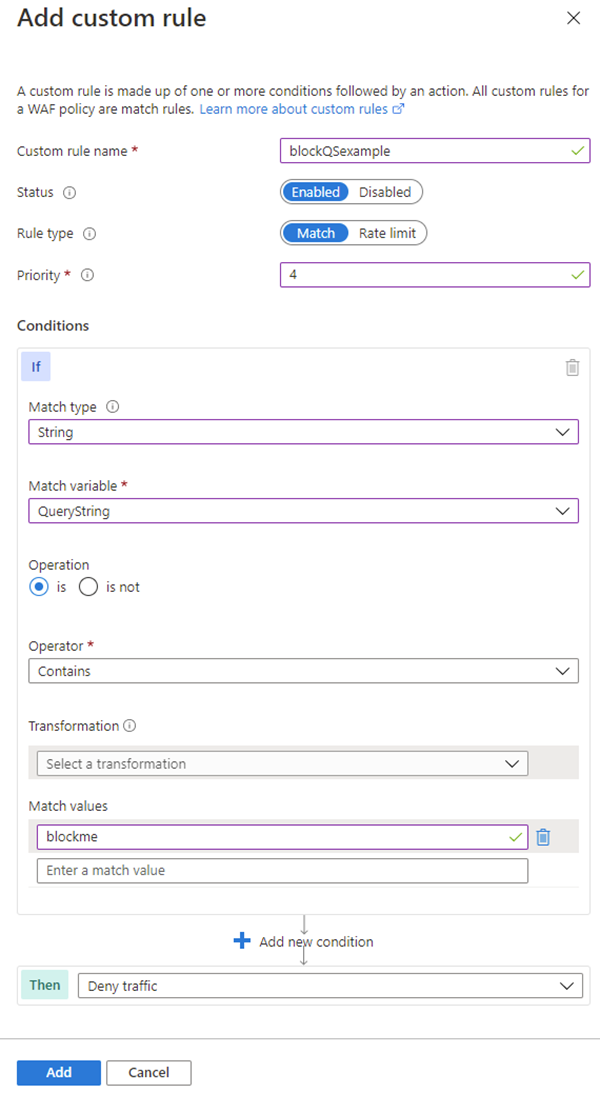 Add custom rule
A custom rule is made up of one or more conditions followed by an action. All custom rules for
a WAF policy are match rules. Learn more about custom rules
Custom rule name *
blockQSexample
Status
Enabled Disabled
Rule type
Match Rate limit
Priority *
4
Conditions
If
Match type
String
Match variable *
QueryString
Operation
is is not
Operator *
Contains
Transformation
Select a transformation
Match values
blockme
Enter a match value
Add new condition
Then Deny traffic
Add Cancel